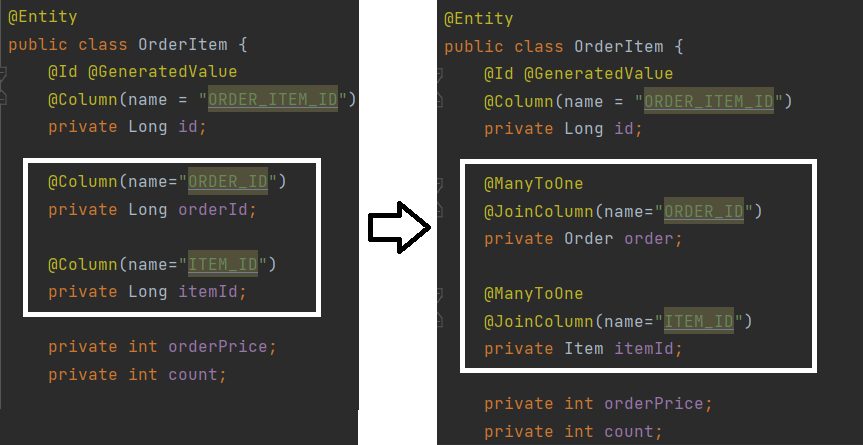 @Entity
public class OrderItem {
@Id @GeneratedValue
@Column(name = "ORDER_ITEM_ID")
private Long id;
@Column(name="ORDER_ID")
private Long orderId;
@Column(name="ITEM_ID")
private Long itemId;
private int orderPrice;
private int count;
@Entity
public class OrderItem {
@Id @GeneratedValue
@Column(name = "ORDER_ITEM_ID")
private Long id;
@ManyToOne
@JoinColumn(name="ORDER_ID")
private Order order;
@ManyToOne
@JoinColumn(name="ITEM_ID")
private Item itemId;
private int orderPrice;
private int count;